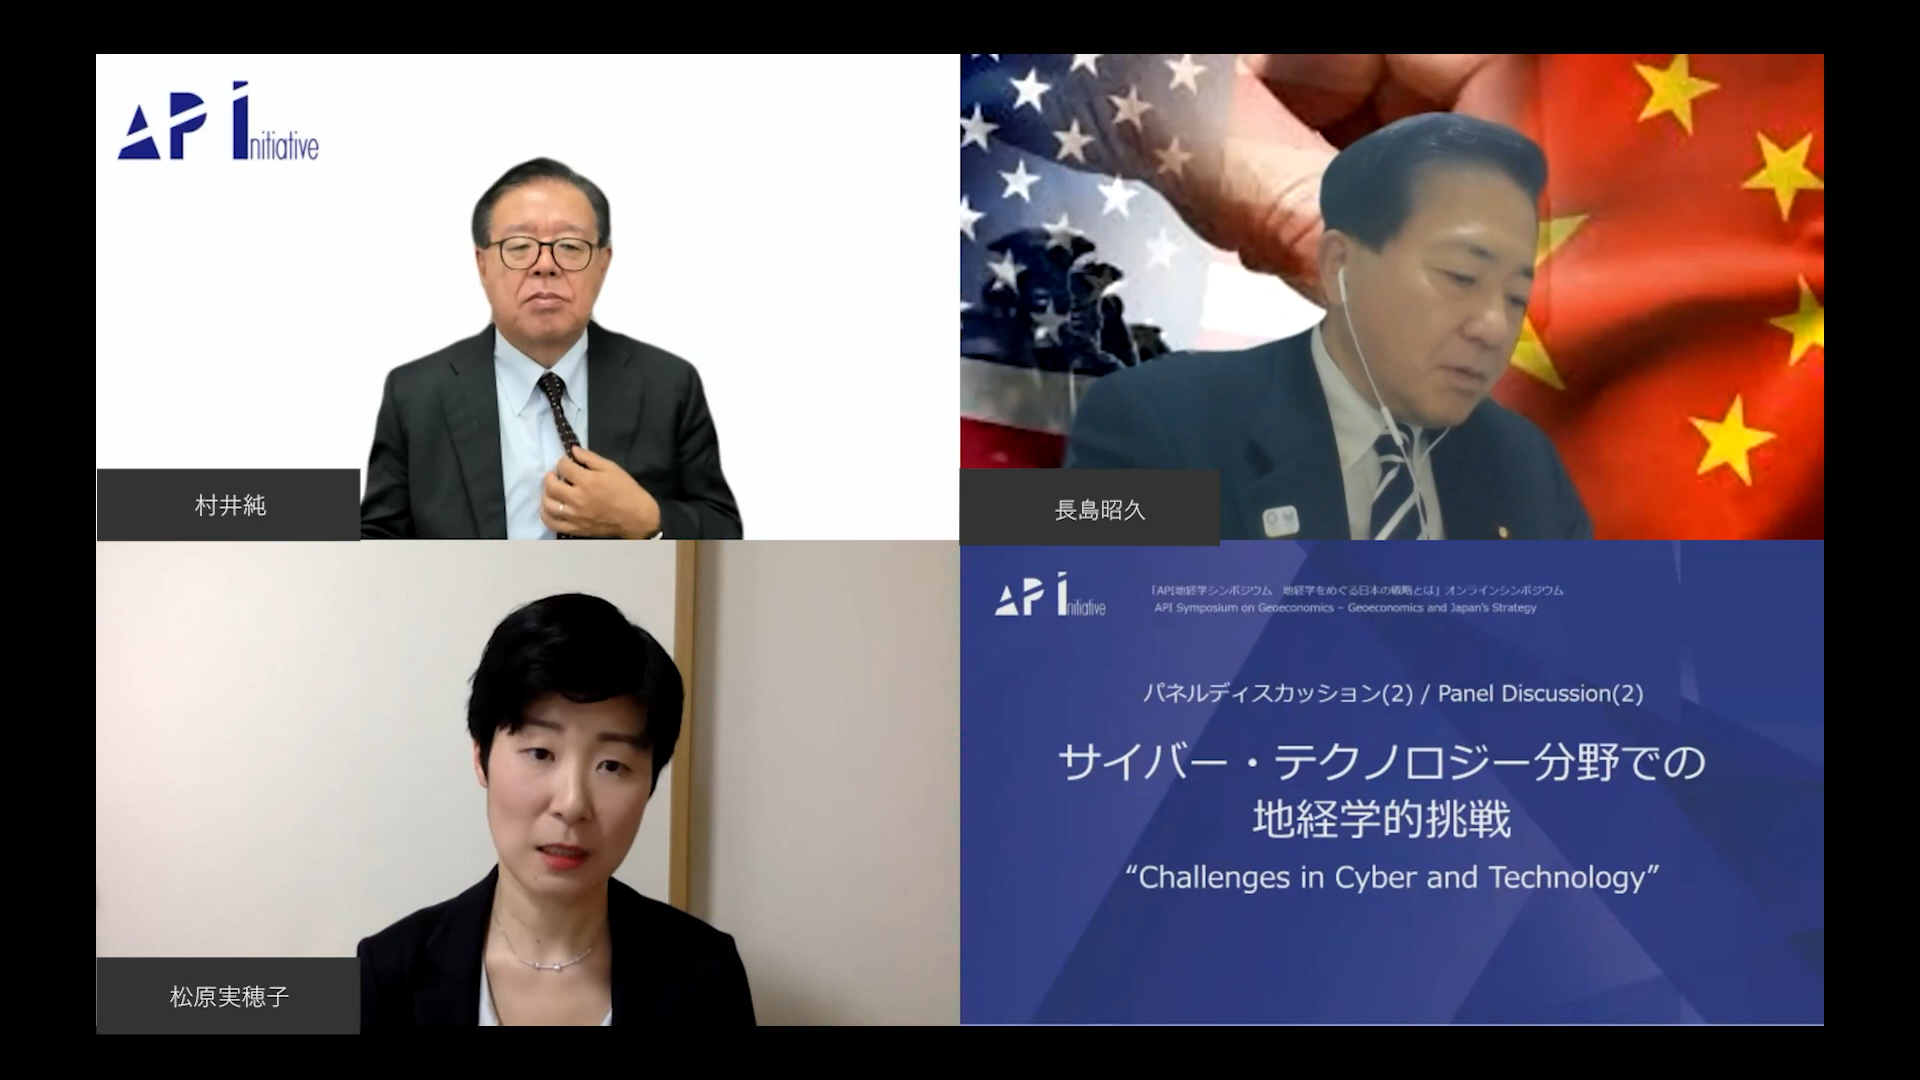 API Initiative
村井純
長島昭久
松原実穂子
API Initiative
「API地経学シンポジウム　地経学をめぐる日本の戦略とは」オンラインシンポジウム
API Symposium on Geoeconomics – Geoeconomics and Japan's Strategy
パネルディスカッション(2) / Panel Discussion(2)
サイバー・テクノロジー分野での
地経学的挑戦
“Challenges in Cyber and Technology”